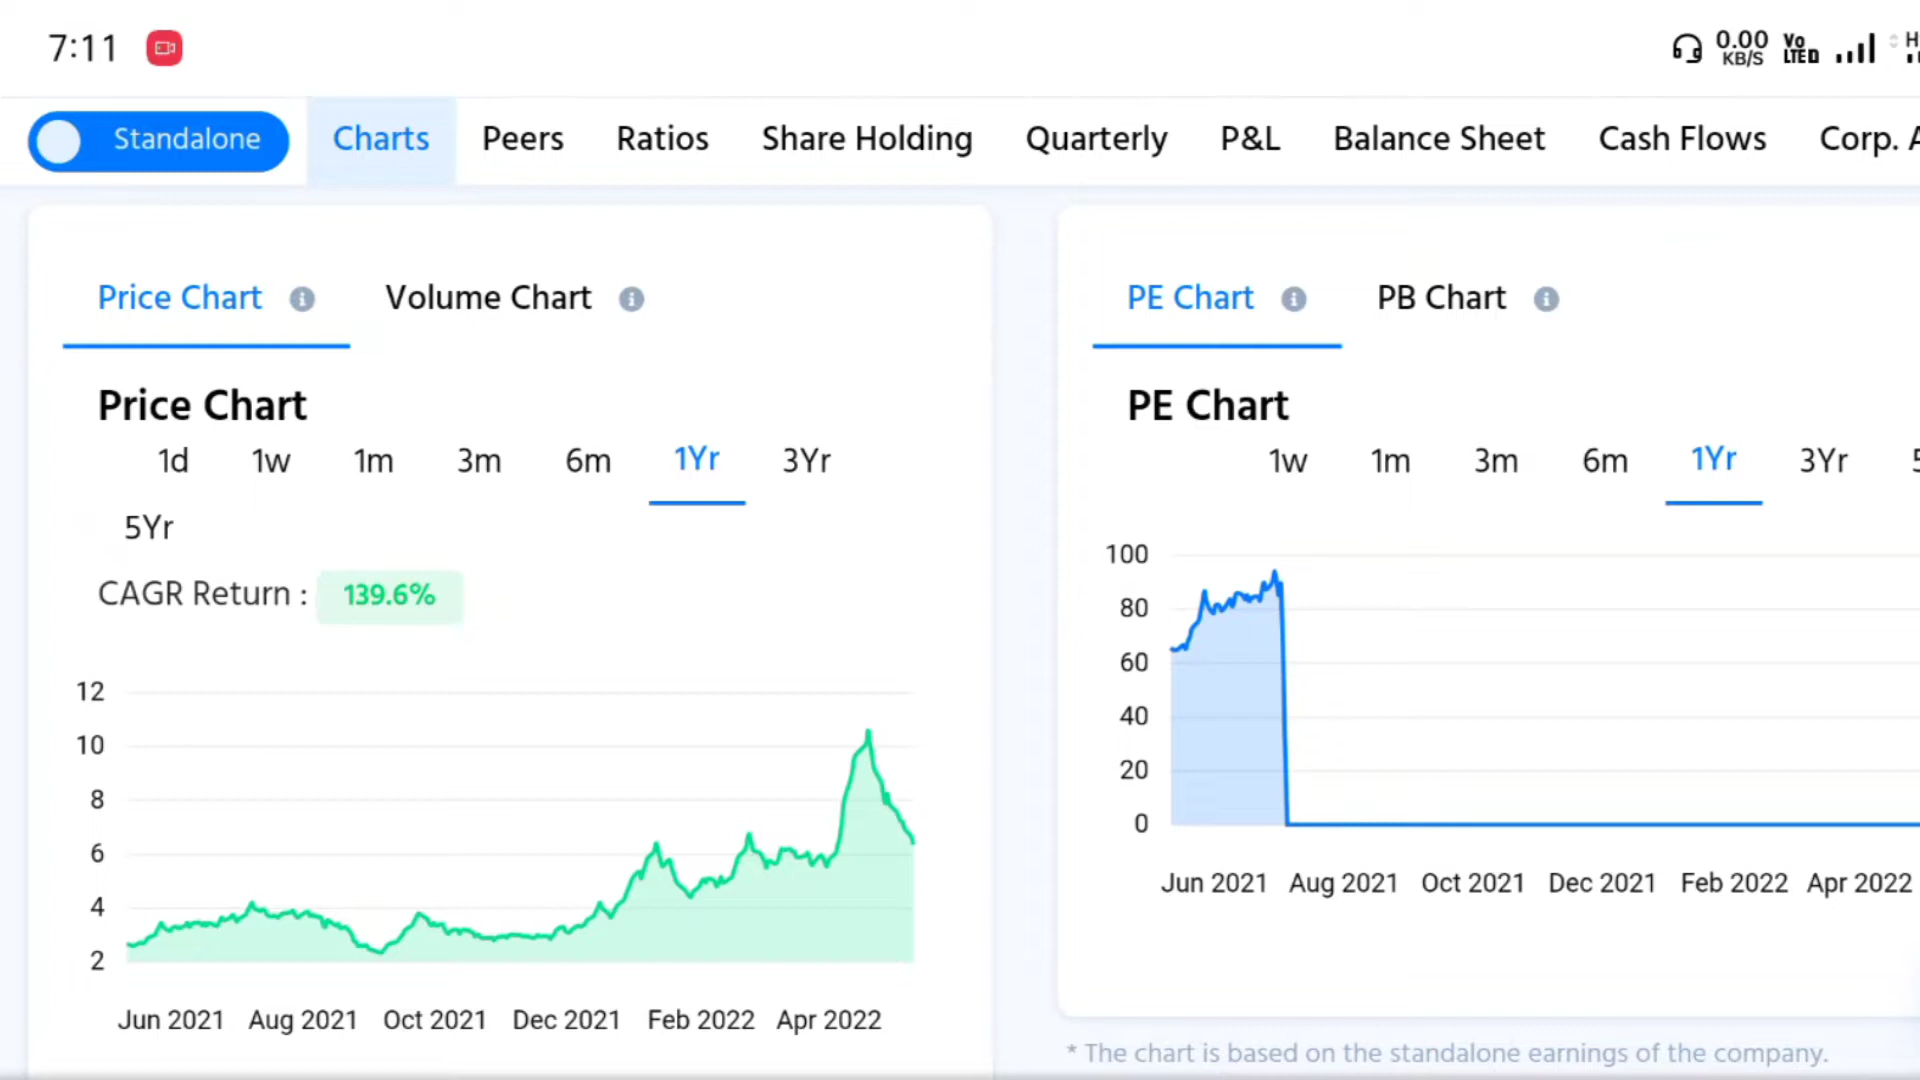 7:11
0.00 KB/S Vo LTE
Standalone Charts Peers Ratios Share Holding Quarterly P&L Balance Sheet Cash Flows Corp.
Price Chart Volume Chart
Price Chart
1d 1w 1m 3m 6m 1Yr 3Yr
5Yr
CAGR Return : 139.6%
12
10
8
6
4
2
Jun 2021 Aug 2021 Oct 2021 Dec 2021 Feb 2022 Apr 2022
PE Chart PB Chart
PE Chart
1w 1m 3m 6m 1Yr 3Yr
100
80
60
40
20
0
Jun 2021 Aug 2021 Oct 2021 Dec 2021 Feb 2022 Apr 2022
* The chart is based on the standalone earnings of the company.